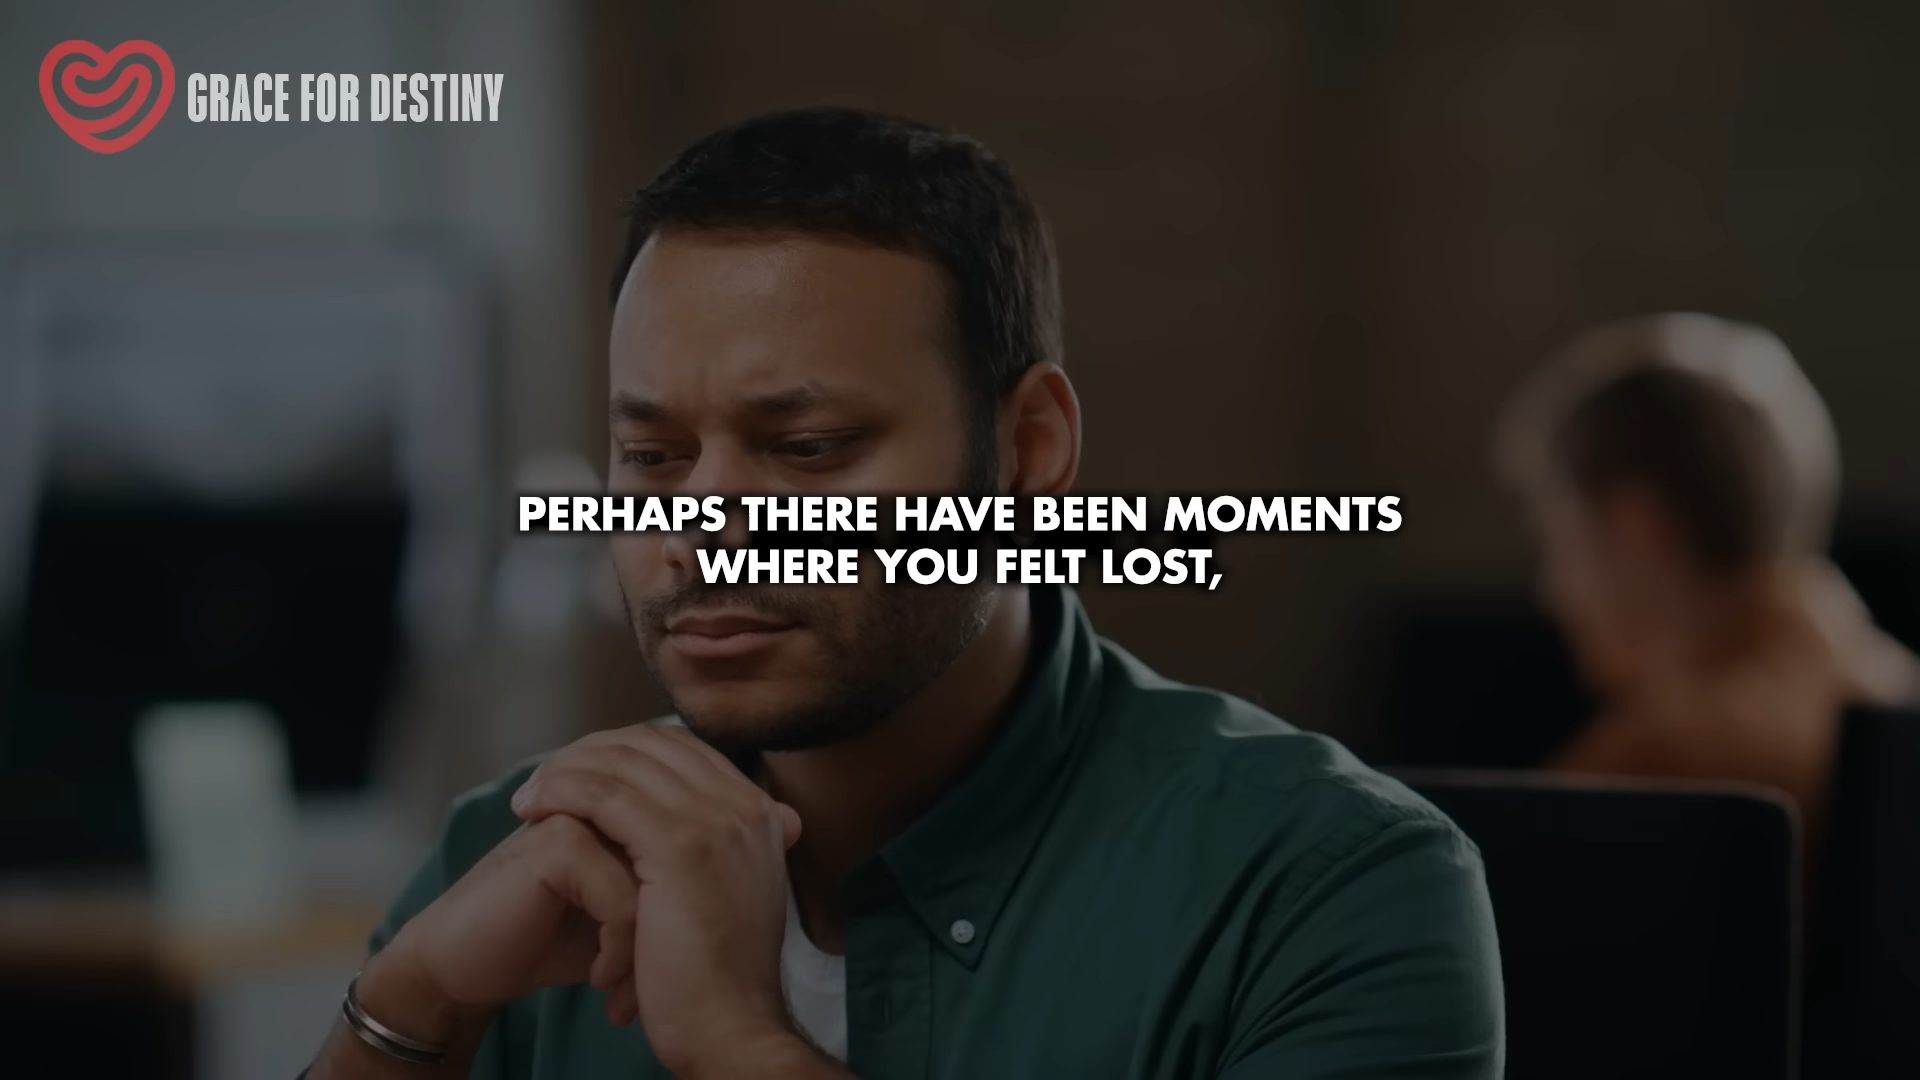 GRACE FOR DESTINY
PERHAPS THERE HAVE BEEN MOMENTS
WHERE YOU FELT LOST,